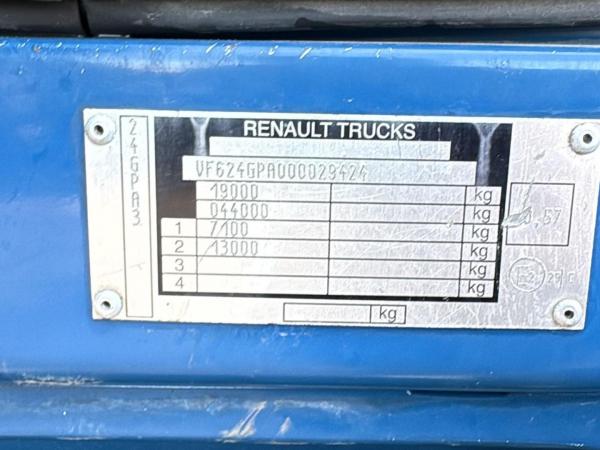 24GPA3
RENAULT TRUCKS
VF624GPA000029424
19000 kg
044000 kg
1 7100 kg
2 13000 kg
3 kg
4 kg
kg